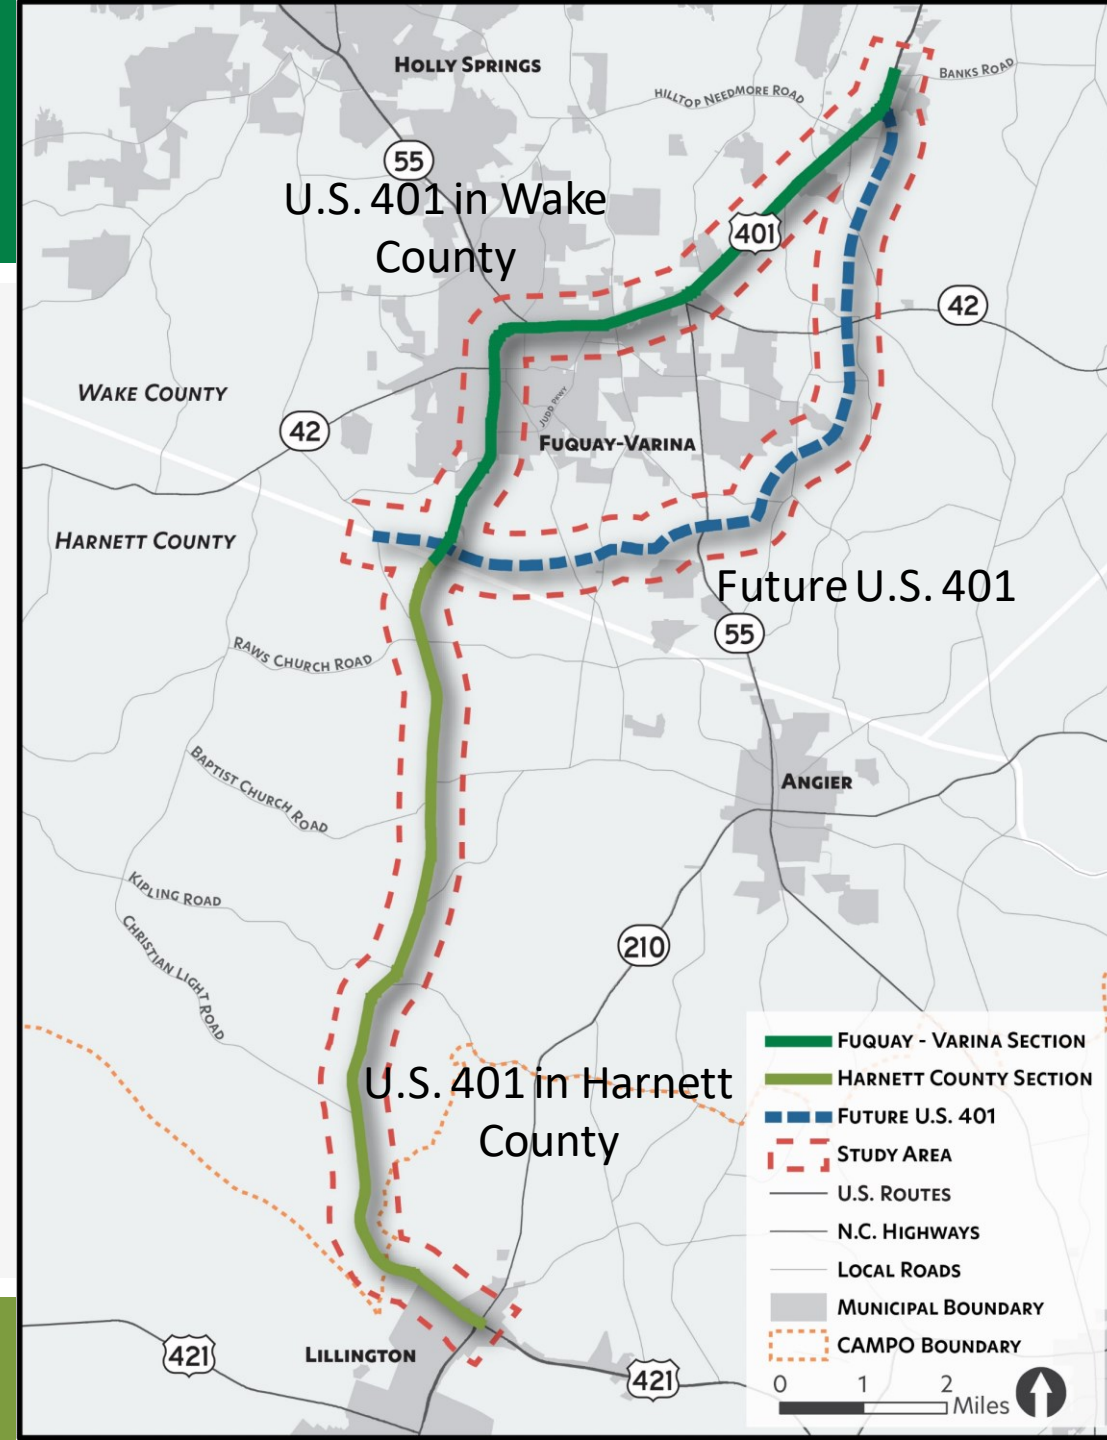 HOLLY SPRINGS
BANKS ROAD
HILLTOP NEEDMORE ROAD
55
U.S. 401 in Wake
County
401
42
WAKE COUNTY
42
JUDD PKWY
FUQUAY-VARINA
HARNETT COUNTY
Future U.S. 401
55
RAWS CHURCH ROAD
BAPTIST CHURCH ROAD
ANGIER
KIPLING ROAD
CHRISTIAN LIGHT ROAD
210
U.S. 401 in Harnett
County
FUQUAY - VARINA SECTION
HARNETT COUNTY SECTION
FUTURE U.S. 401
STUDY AREA
U.S. ROUTES
N.C. HIGHWAYS
LOCAL ROADS
MUNICIPAL BOUNDARY
CAMPO BOUNDARY
0 1 2
Miles
LILLINGTON
421
421